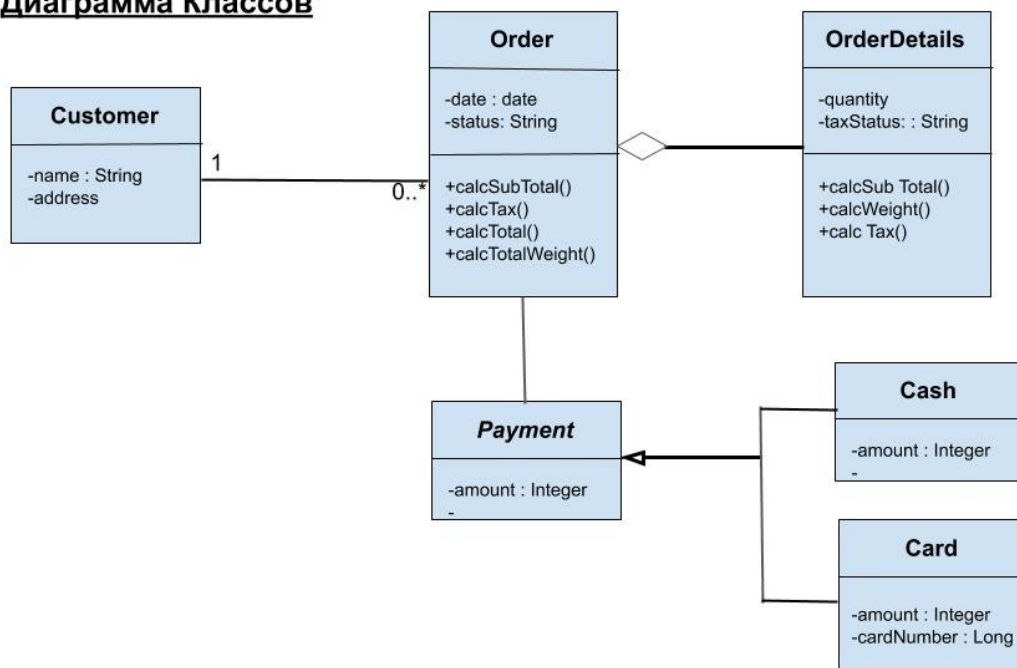 Диаграмма Классов
Customer
-name : String
-address
1
0..*
Order
-date : date
-status: String
+calcSubTotal()
+calcTax()
+calcTotal()
+calcTotalWeight()
OrderDetails
-quantity
-taxStatus: : String
+calcSub Total()
+calcWeight()
+calc Tax()
Payment
-amount : Integer
-
Cash
-amount : Integer
-
Card
-amount : Integer
-cardNumber : Long